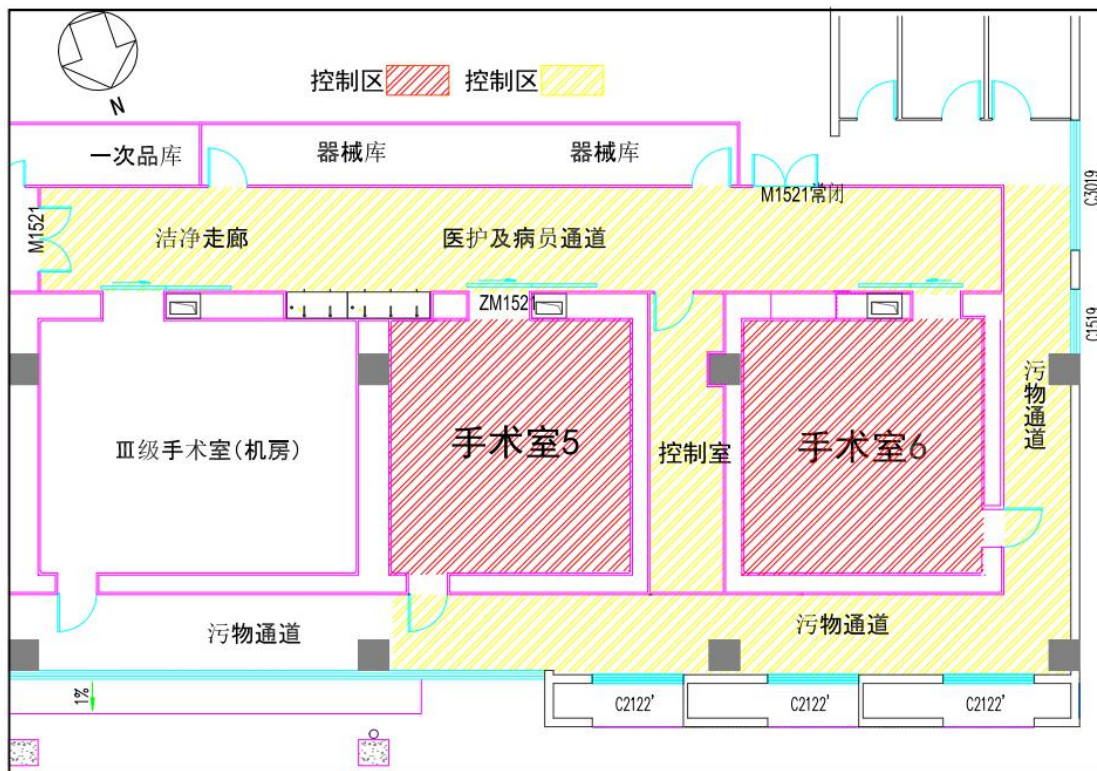 N
控制区 控制区
一次品库 器械库 器械库
M1521常闭
C3019
M1521
洁净走廊 医护及病员通道
ZM1521
C1519
Ⅲ级手术室(机房) 手术室5 控制室 手术室6 污物通道
污物通道 污物通道
1%
C2122' C2122' C2122'